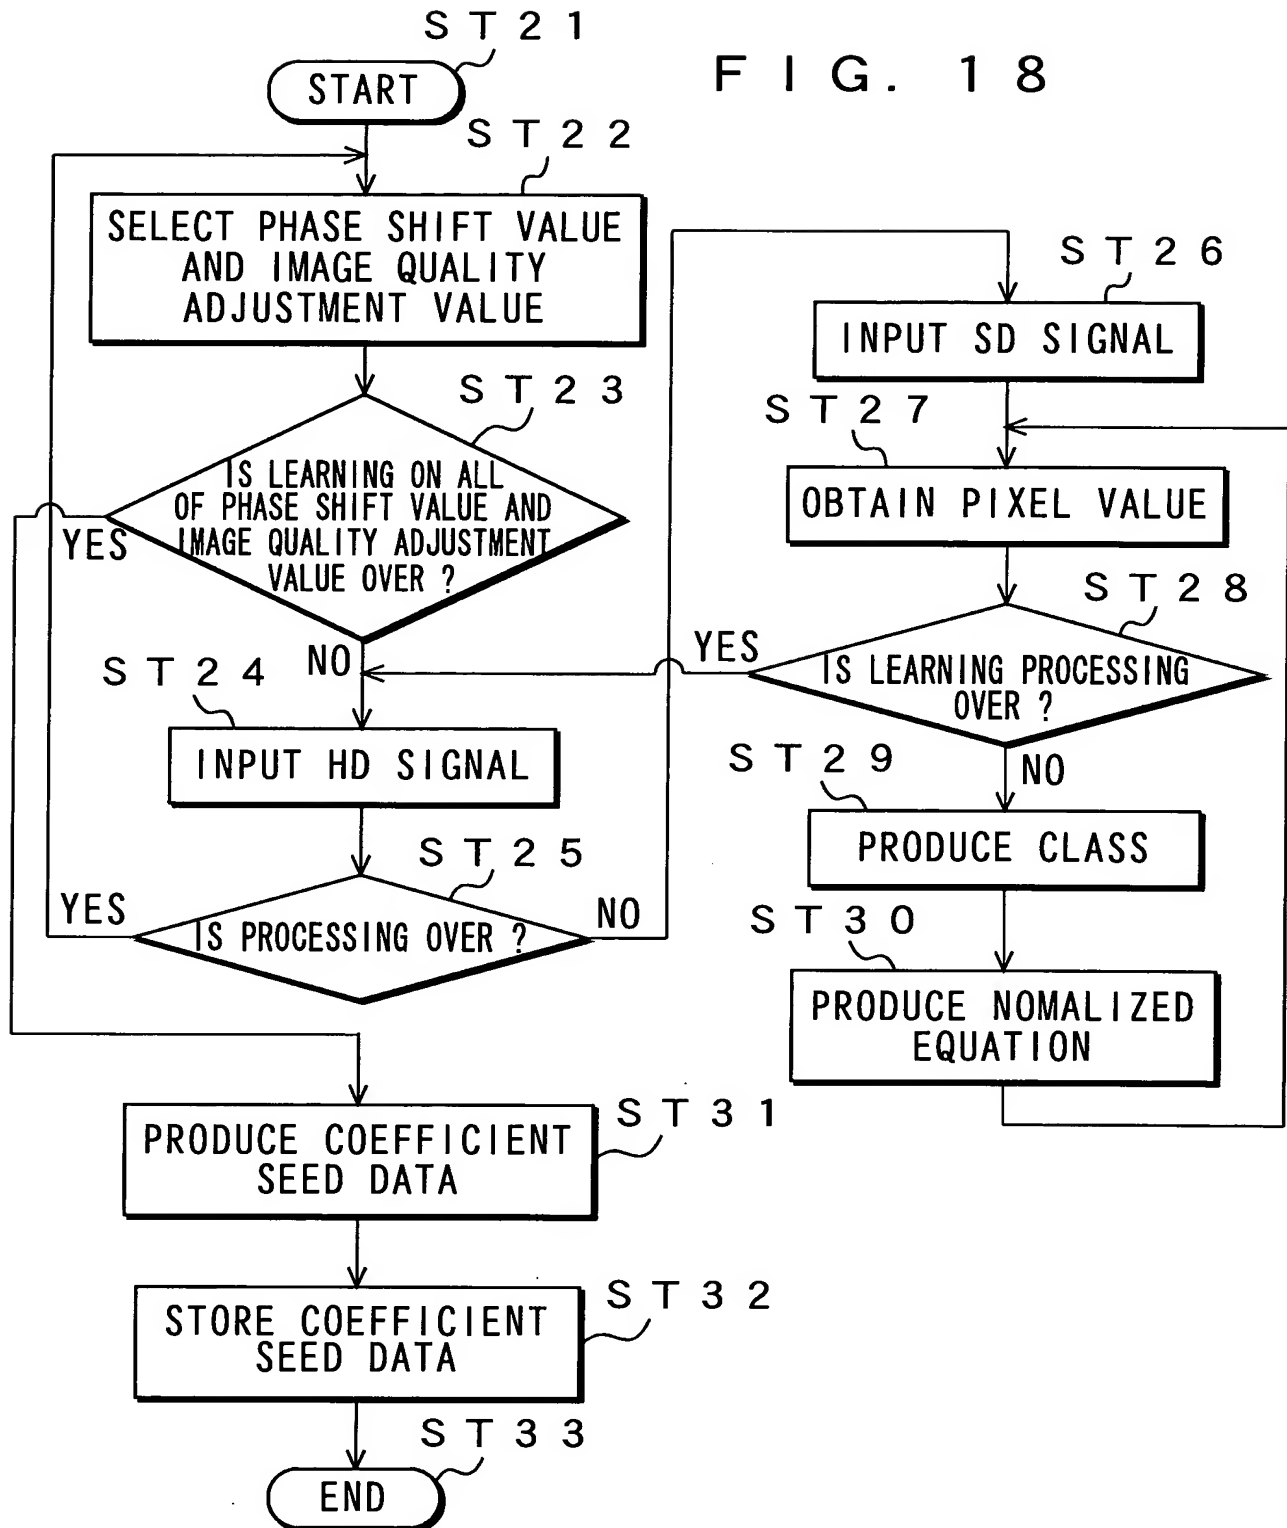 FIG. 18
ST21
START
ST22
SELECT PHASE SHIFT VALUE
AND IMAGE QUALITY
ADJUSTMENT VALUE
ST23
IS LEARNING ON ALL
OF PHASE SHIFT VALUE AND
IMAGE QUALITY ADJUSTMENT
VALUE OVER ?
YES
NO
ST24
INPUT HD SIGNAL
ST25
IS PROCESSING OVER ?
YES
NO
ST26
INPUT SD SIGNAL
ST27
OBTAIN PIXEL VALUE
ST28
IS LEARNING PROCESSING
OVER ?
YES
NO
ST29
PRODUCE CLASS
ST30
PRODUCE NOMALIZED
EQUATION
ST31
PRODUCE COEFFICIENT
SEED DATA
ST32
STORE COEFFICIENT
SEED DATA
ST33
END